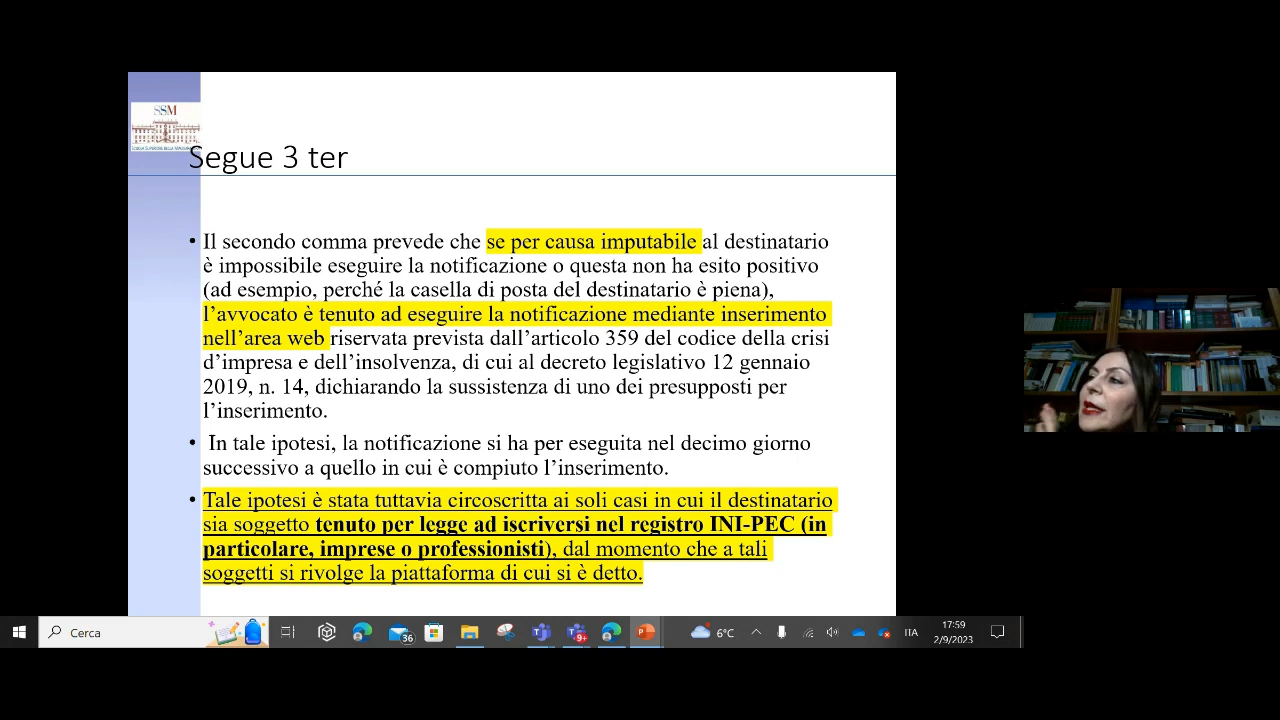 SSM
Segue 3 ter
• Il secondo comma prevede che se per causa imputabile al destinatario
è impossibile eseguire la notificazione o questa non ha esito positivo
(ad esempio, perché la casella di posta del destinatario è piena),
l’avvocato è tenuto ad eseguire la notificazione mediante inserimento
nell’area web riservata prevista dall’articolo 359 del codice della crisi
d’impresa e dell’insolvenza, di cui al decreto legislativo 12 gennaio
2019, n. 14, dichiarando la sussistenza di uno dei presupposti per
l’inserimento.
• In tale ipotesi, la notificazione si ha per eseguita nel decimo giorno
successivo a quello in cui è compiuto l’inserimento.
• Tale ipotesi è stata tuttavia circoscritta ai soli casi in cui il destinatario
sia soggetto tenuto per legge ad iscriversi nel registro INI-PEC (in
particolare, imprese o professionisti), dal momento che a tali
soggetti si rivolge la piattaforma di cui si è detto.
Cerca
36
9+
6°C
ITA
17:59
2/9/2023